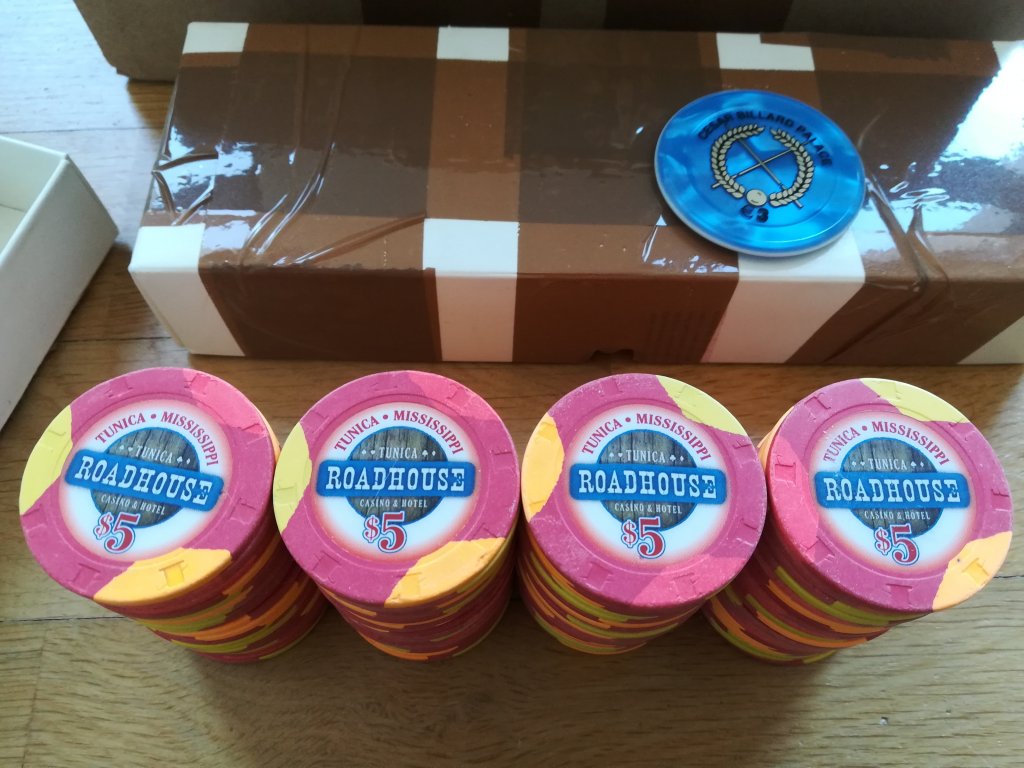 CESAR BILLARD PALACE
TUNICA • MISSISSIPPI
TUNICA
ROADHOUSE
CASINO & HOTEL
$5
TUNICA • MISSISSIPPI
TUNICA
ROADHOUSE
CASINO & HOTEL
$5
TUNICA • MISSISSIPPI
TUNICA
ROADHOUSE
CASINO & HOTEL
$5
TUNICA • MISSISSIPPI
TUNICA
ROADHOUSE
CASINO & HOTEL
$5